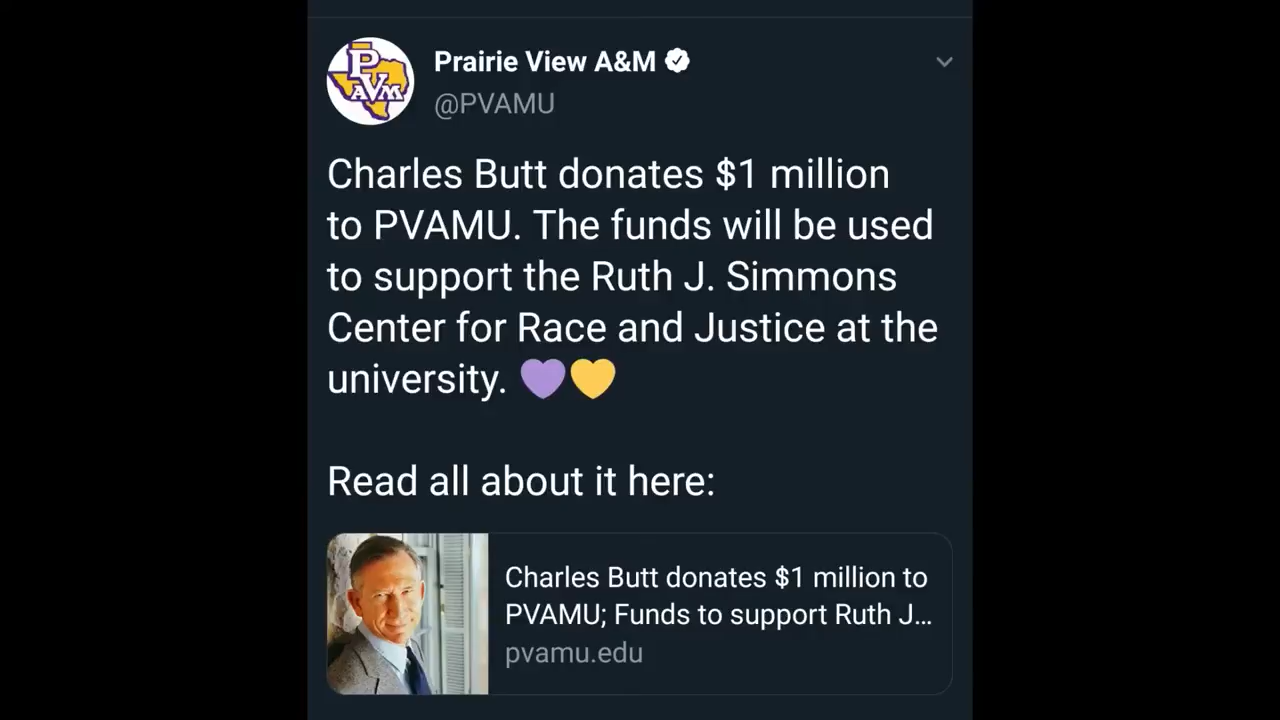 P
V
A&M
Prairie View A&M
@PVAMU
Charles Butt donates $1 million
to PVAMU. The funds will be used
to support the Ruth J. Simmons
Center for Race and Justice at the
university. 💜💛
Read all about it here:
Charles Butt donates $1 million to
PVAMU; Funds to support Ruth J...
pvamu.edu